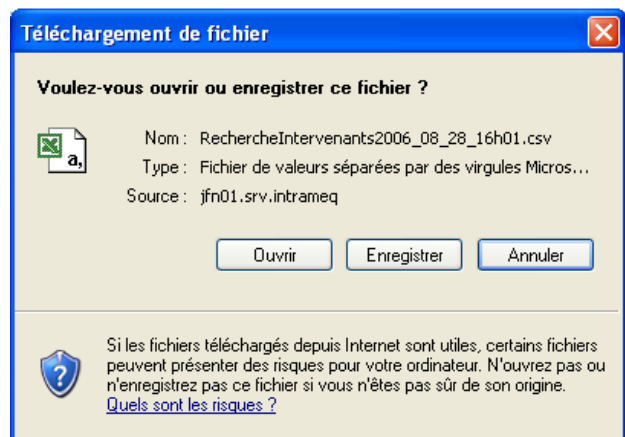 Téléchargement de fichier
Voulez-vous ouvrir ou enregistrer ce fichier ?
a,
Nom : RechercheIntervenants2006_08_28_16h01.csv
Type : Fichier de valeurs séparées par des virgules Micros...
Source : jfn01.srv.intrameq
Ouvrir Enregistrer Annuler
Si les fichiers téléchargés depuis Internet sont utiles, certains fichiers
peuvent présenter des risques pour votre ordinateur. N'ouvrez pas ou
n'enregistrez pas ce fichier si vous n'êtes pas sûr de son origine.
Quels sont les risques ?